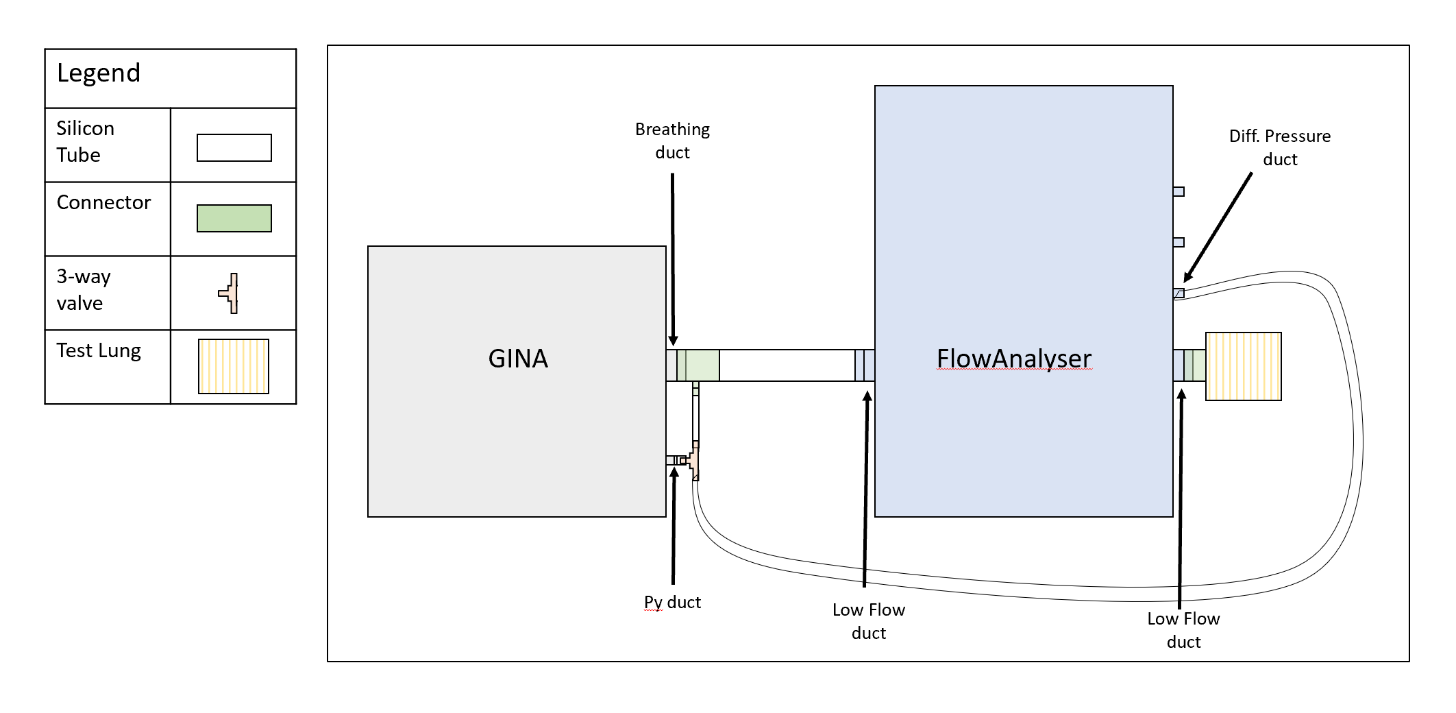 Legend
Silicon
Tube
Connector
3-way
valve
Test Lung
Breathing
duct
Diff. Pressure
duct
GINA
FlowAnalyser
Py duct
Low Flow
duct
Low Flow
duct